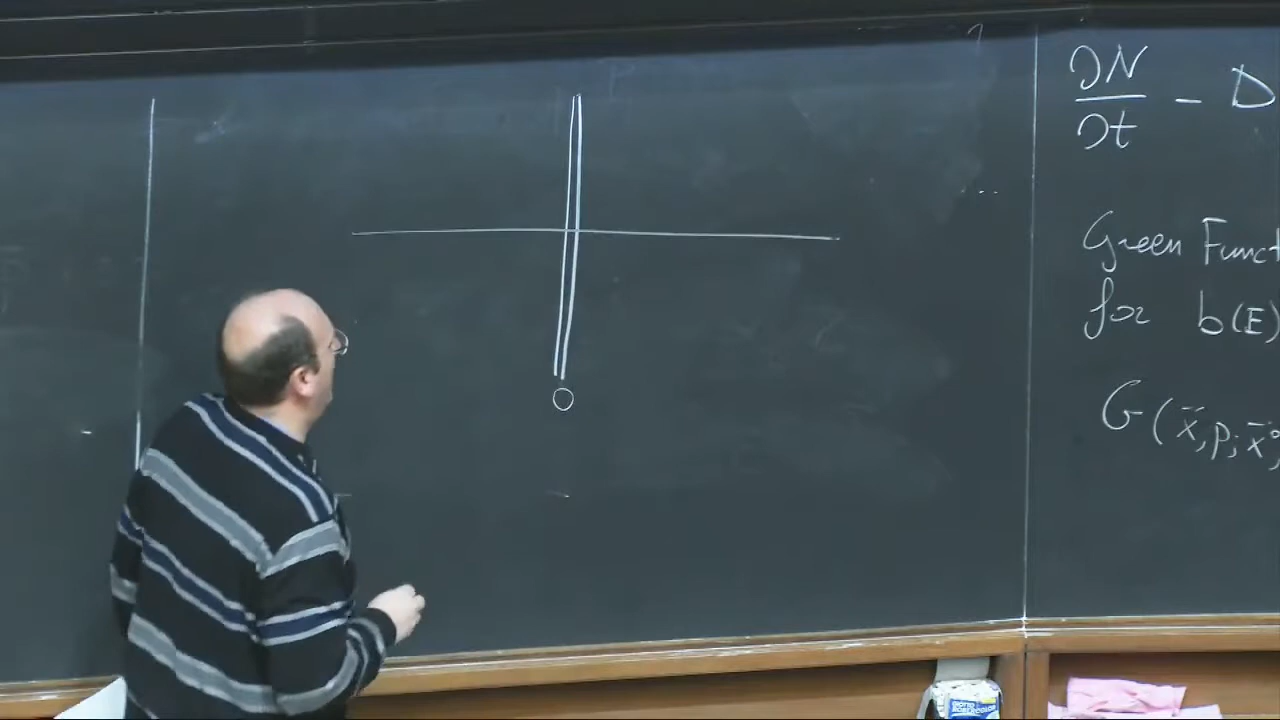 O
∂N/∂t - D
Green Funct
for b(E)
G(x̄,p;x̄°,